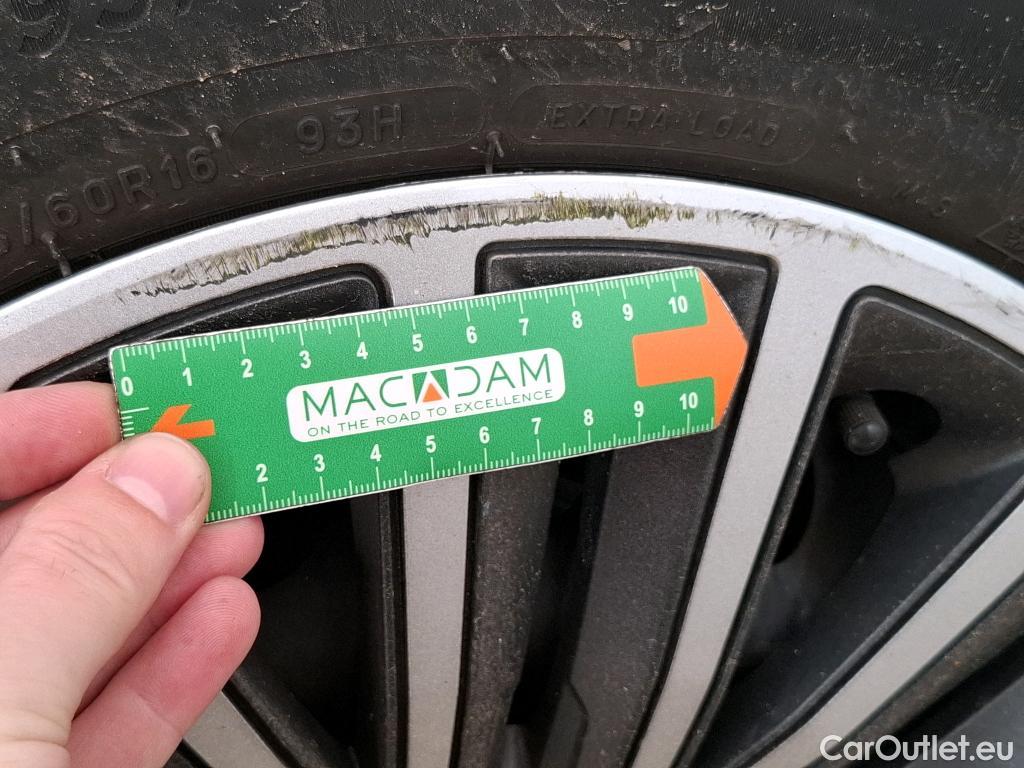 93H
EXTRA LOAD
/60R16
M+S
0 1 2 3 4 5 6 7 8 9 10
MACADAM
ON THE ROAD TO EXCELLENCE
2 3 4 5 6 7 8 9 10
CarOutlet.eu